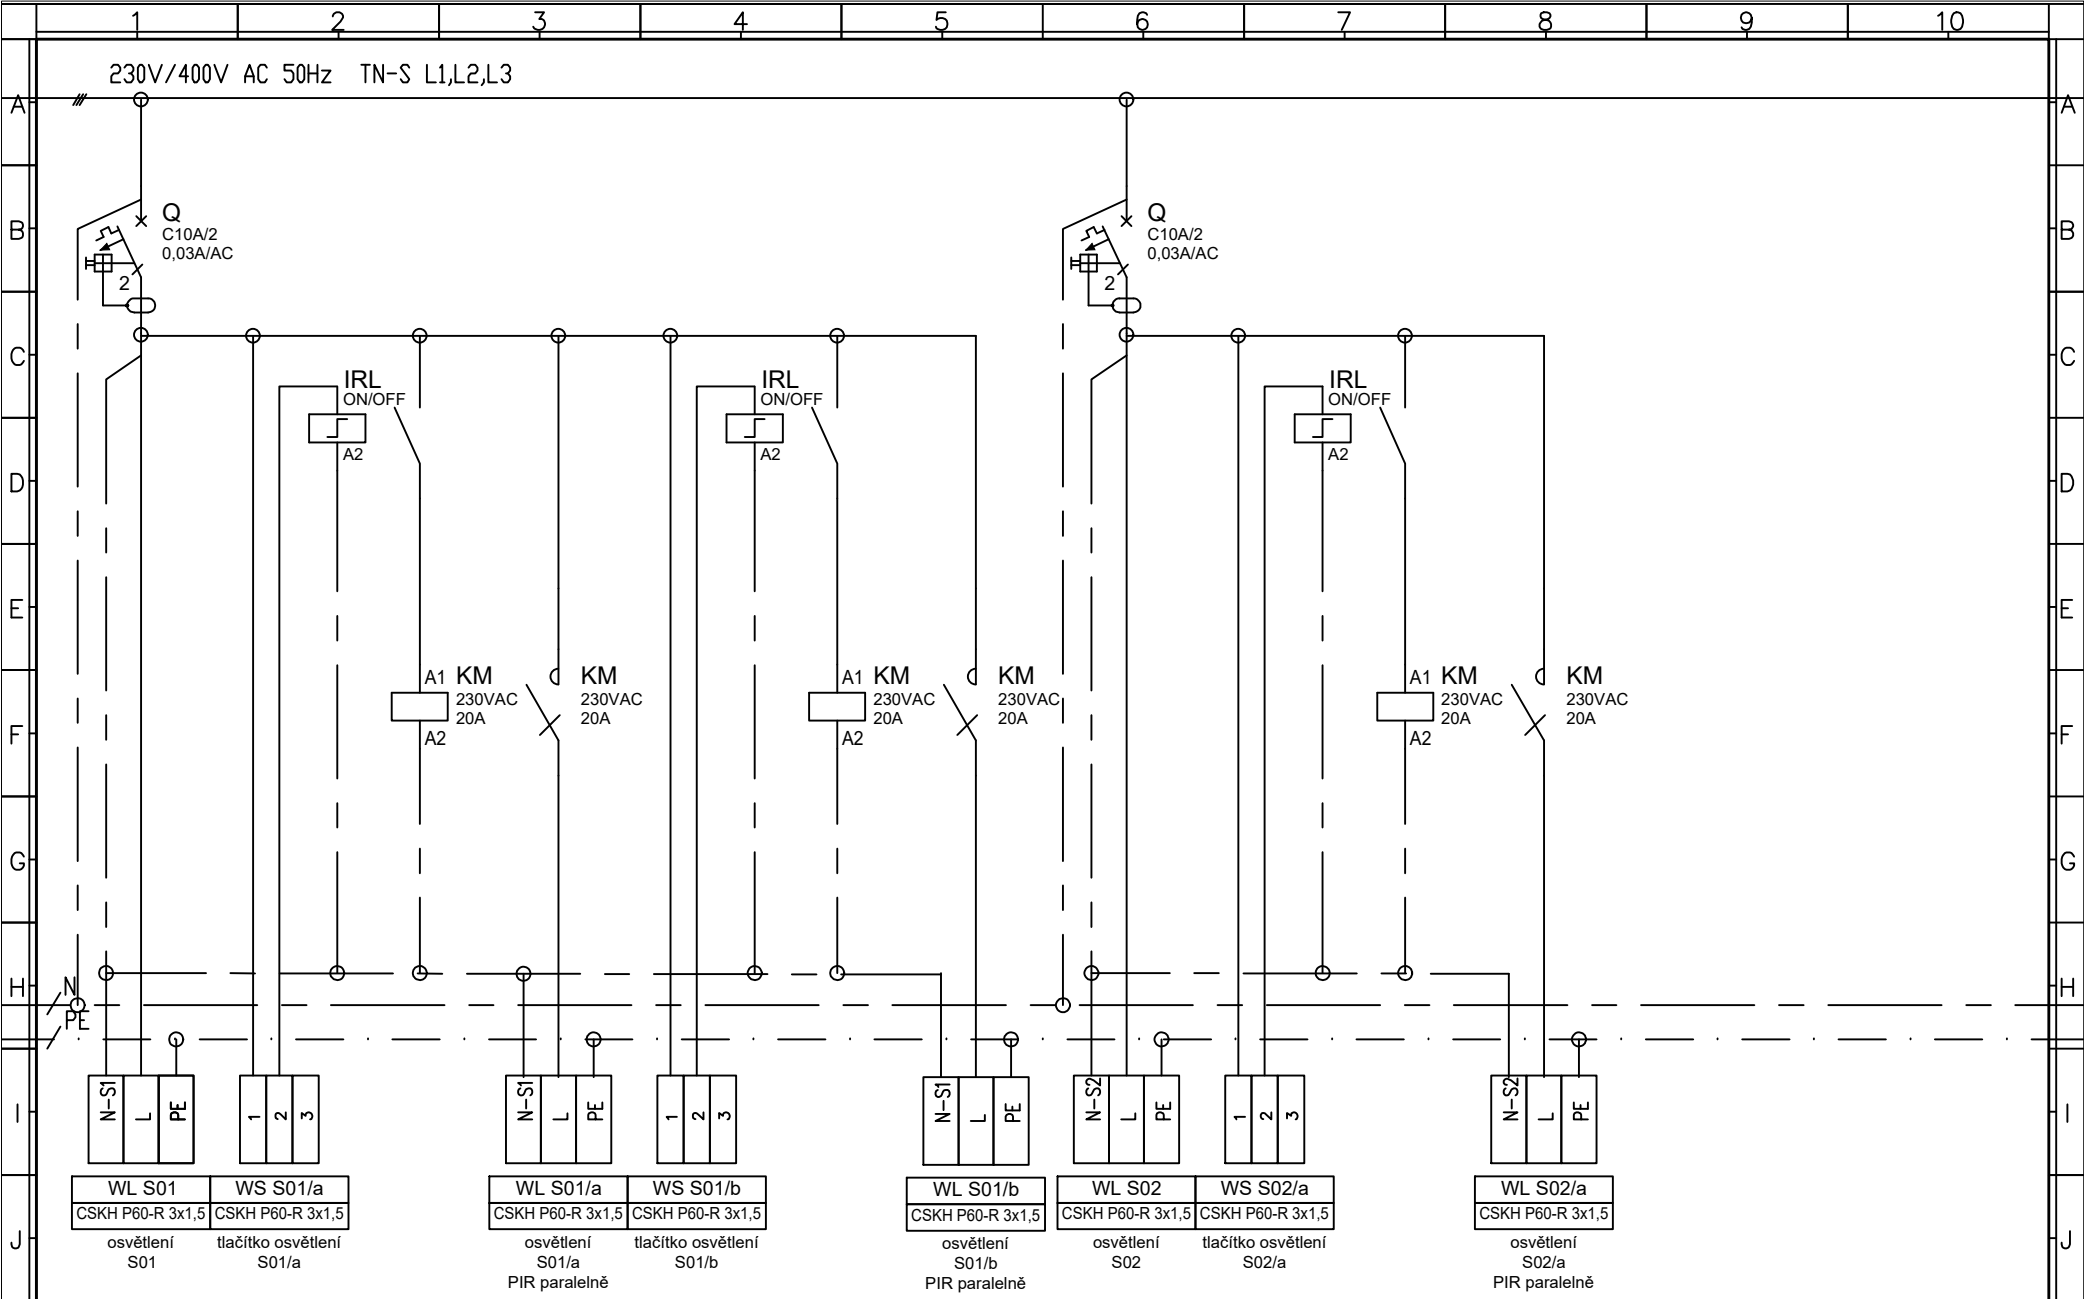 1 2 3 4 5 6 7 8 9 10
230V/400V AC 50Hz TN-S L1,L2,L3
A A
Q Q
C10A/2 C10A/2
0,03A/AC 0,03A/AC
B B
2 2
C C
IRL IRL IRL
ON/OFF ON/OFF ON/OFF
A2 A2 A2
D D
E E
A1 KM KM A1 KM KM A1 KM KM
230VAC 230VAC 230VAC 230VAC 230VAC 230VAC
20A 20A 20A 20A 20A 20A
A2 A2 A2
F F
G G
H N H
PE
I N-S1 L PE 1 2 3 N-S1 L PE 1 2 3 N-S1 L PE N-S2 L PE 1 2 3 N-S2 L PE I
WL S01 WS S01/a WL S01/a WS S01/b WL S01/b WL S02 WS S02/a WL S02/a
CSKH P60-R 3x1,5 CSKH P60-R 3x1,5 CSKH P60-R 3x1,5 CSKH P60-R 3x1,5 CSKH P60-R 3x1,5 CSKH P60-R 3x1,5 CSKH P60-R 3x1,5 CSKH P60-R 3x1,5
J osvětlení tlačítko osvětlení osvětlení tlačítko osvětlení osvětlení osvětlení tlačítko osvětlení osvětlení J
S01 S01/a S01/a S01/b S01/b S02 S02/a S02/a
PIR paralelně PIR paralelně PIR paralelně